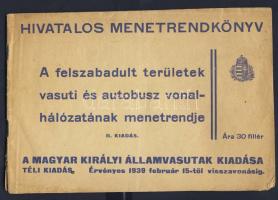 HIVATALOS MENETRENDKÖNYV
A felszabadult területek
vasuti és autobusz vonal-
hálózatának menetrendje
II. KIADÁS.
Ára 30 fillér
A MAGYAR KIRÁLYI ÁLLAMVASUTAK KIADÁSA
TÉLI KIADÁS. Érvényes 1939 február 15-től visszavonásig.